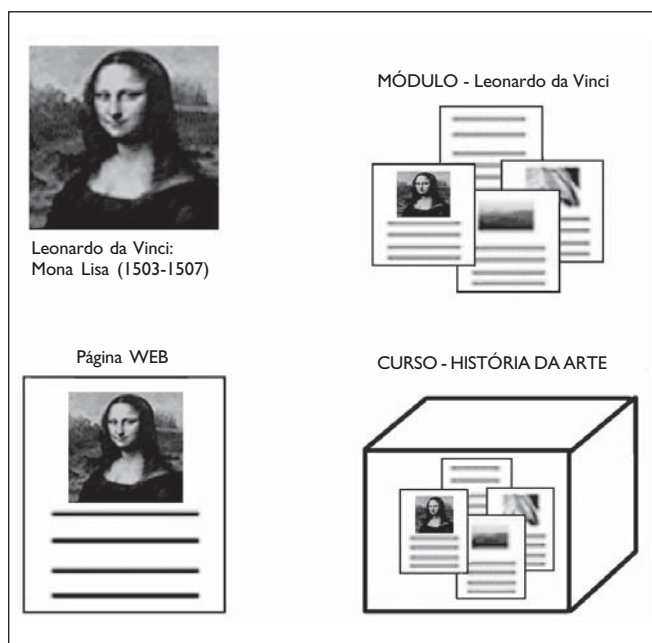 MÓDULO - Leonardo da Vinci
Leonardo da Vinci:
Mona Lisa (1503-1507)
Página WEB
CURSO - HISTÓRIA DA ARTE